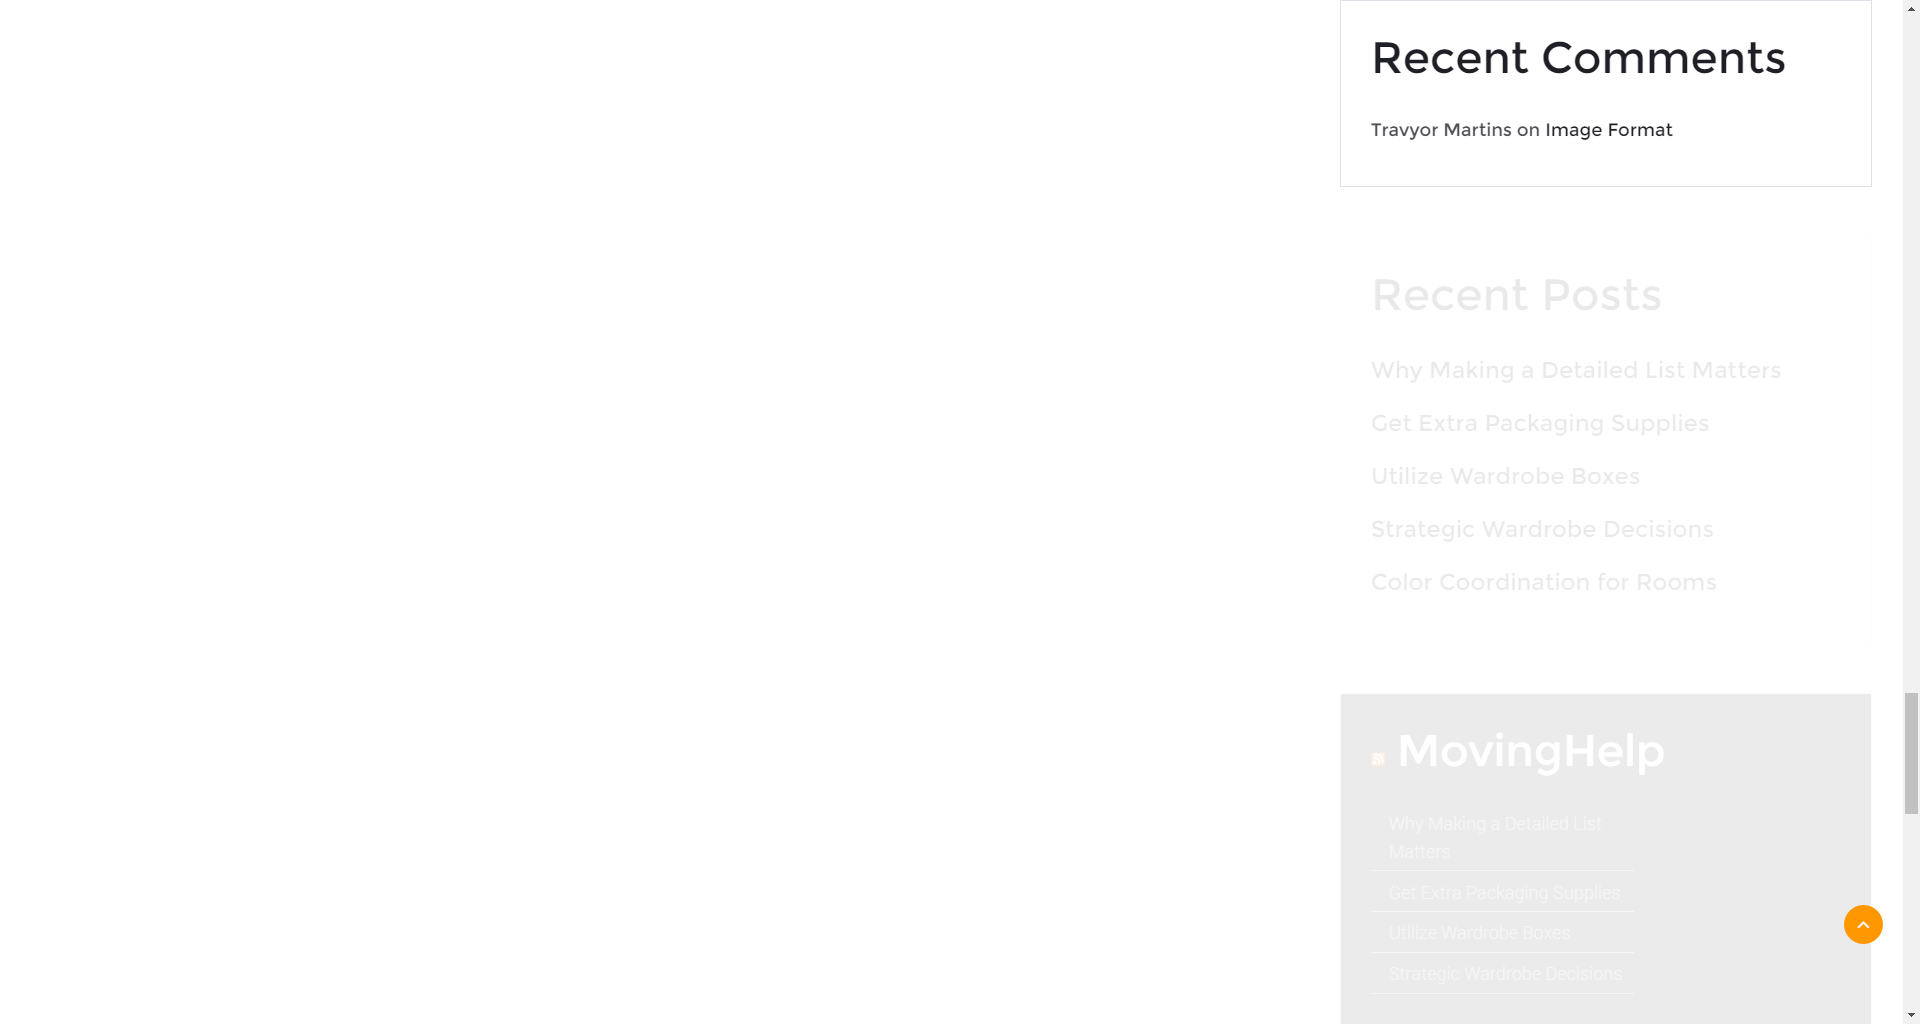 Recent Comments
Travyor Martins on Image Format
Recent Posts
Why Making a Detailed List Matters
Get Extra Packaging Supplies
Utilize Wardrobe Boxes
Strategic Wardrobe Decisions
Color Coordination for Rooms
MovingHelp
Why Making a Detailed List
Matters
Get Extra Packaging Supplies
Utilize Wardrobe Boxes
Strategic Wardrobe Decisions